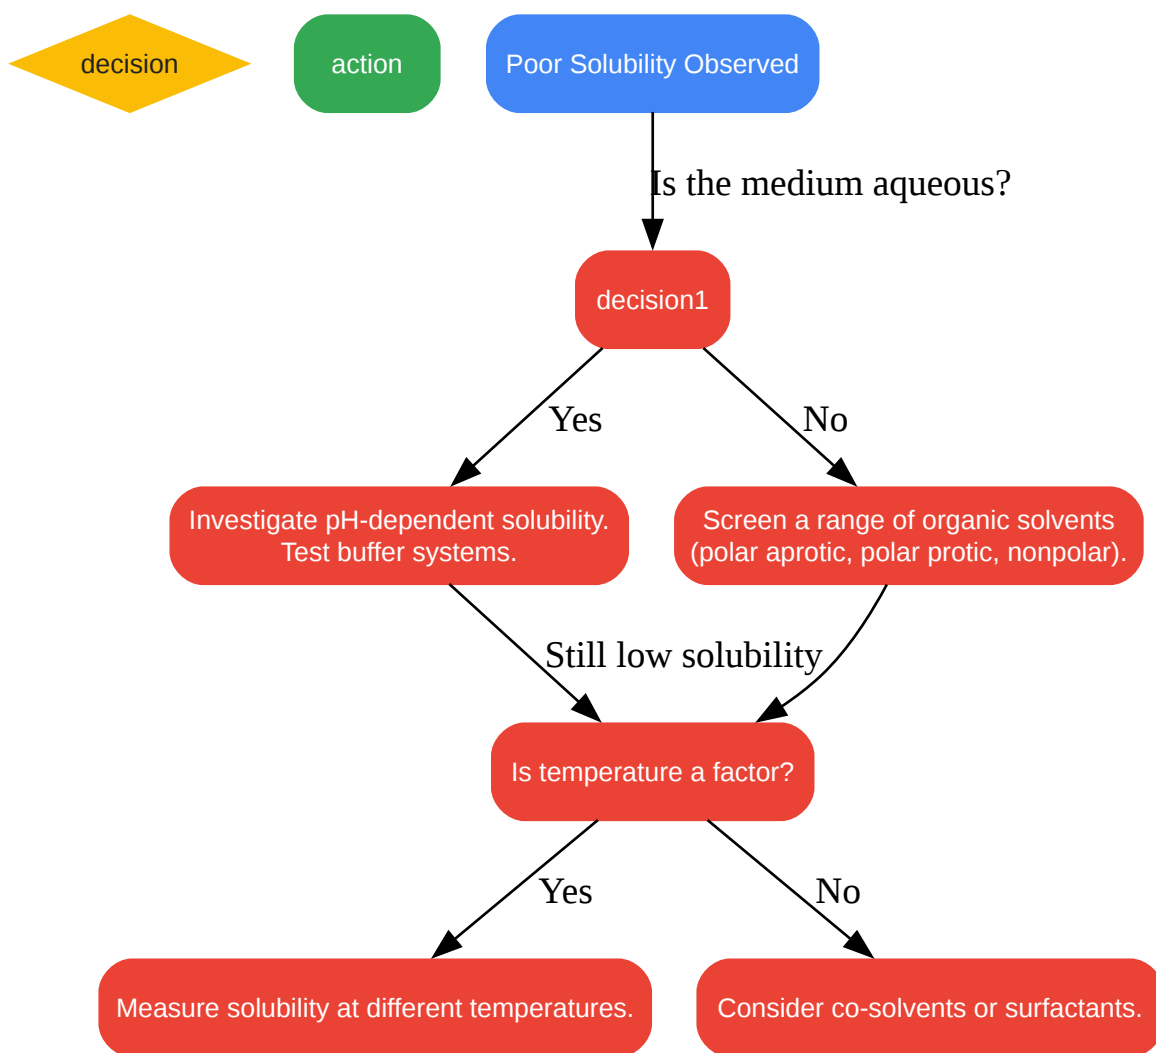 decision
action
Poor Solubility Observed
Is the medium aqueous?
decision1
Yes
No
Investigate pH-dependent solubility.
Test buffer systems.
Screen a range of organic solvents
(polar aprotic, polar protic, nonpolar).
Still low solubility
Is temperature a factor?
Yes
No
Measure solubility at different temperatures.
Consider co-solvents or surfactants.